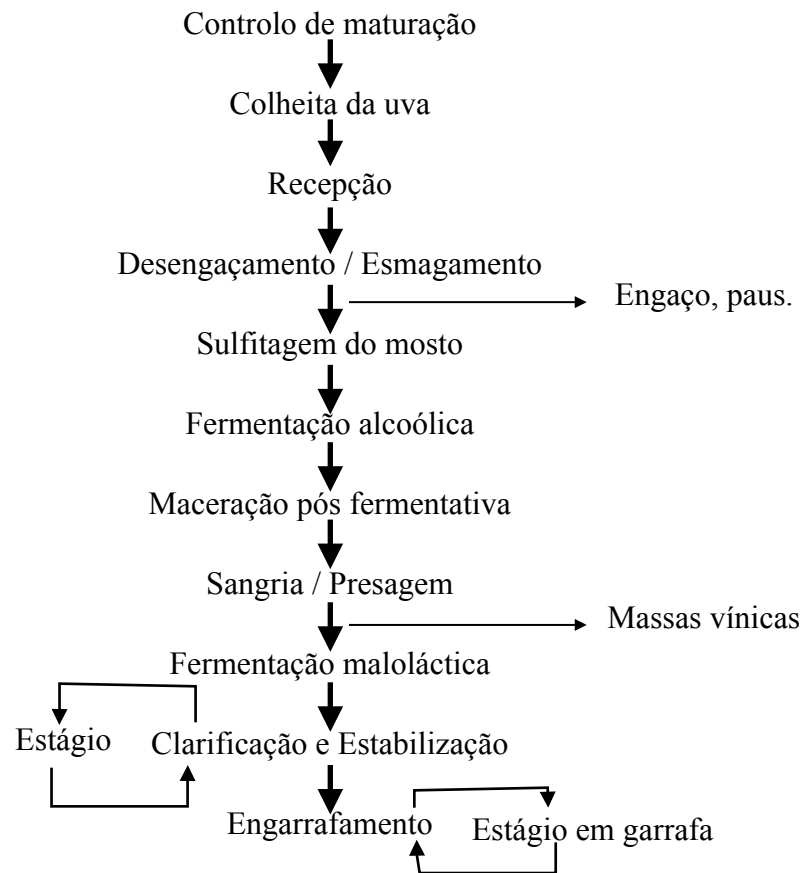 Controlo de maturação
Colheita da uva
Recepção
Desengaçamento / Esmagamento
Engaço, paus.
Sulfitagem do mosto
Fermentação alcoólica
Maceração pós fermentativa
Sangria / Presagem
Massas vínicas
Fermentação maloláctica
Estágio
Clarificação e Estabilização
Engarrafamento
Estágio em garrafa